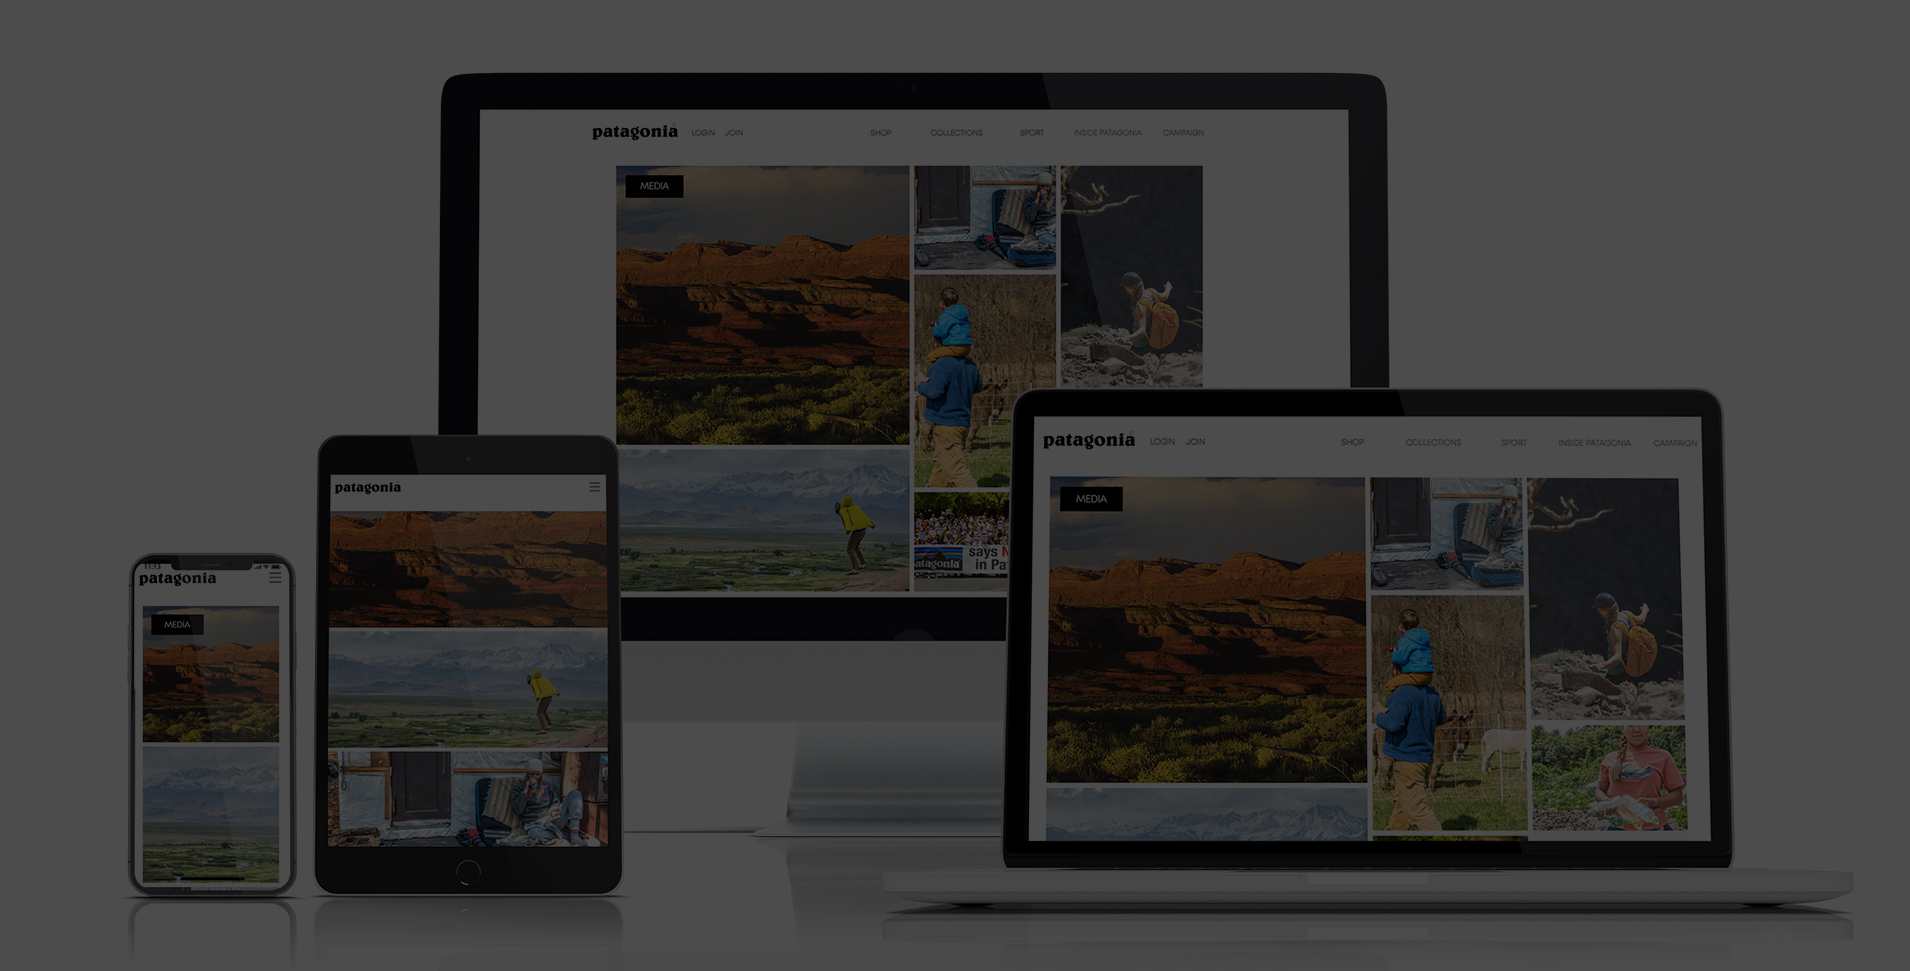 patagonia LOGIN JOIN SHOP COLLECTIONS SPORT INSIDE PATAGONIA CAMPAIGN
MEDIA
says
in Pa
patagonia
patagonia LOGIN JOIN SHOP COLLECTIONS SPORT INSIDE PATAGONIA CAMPAIGN
MEDIA
patagonia
11:13
patagonia
MEDIA